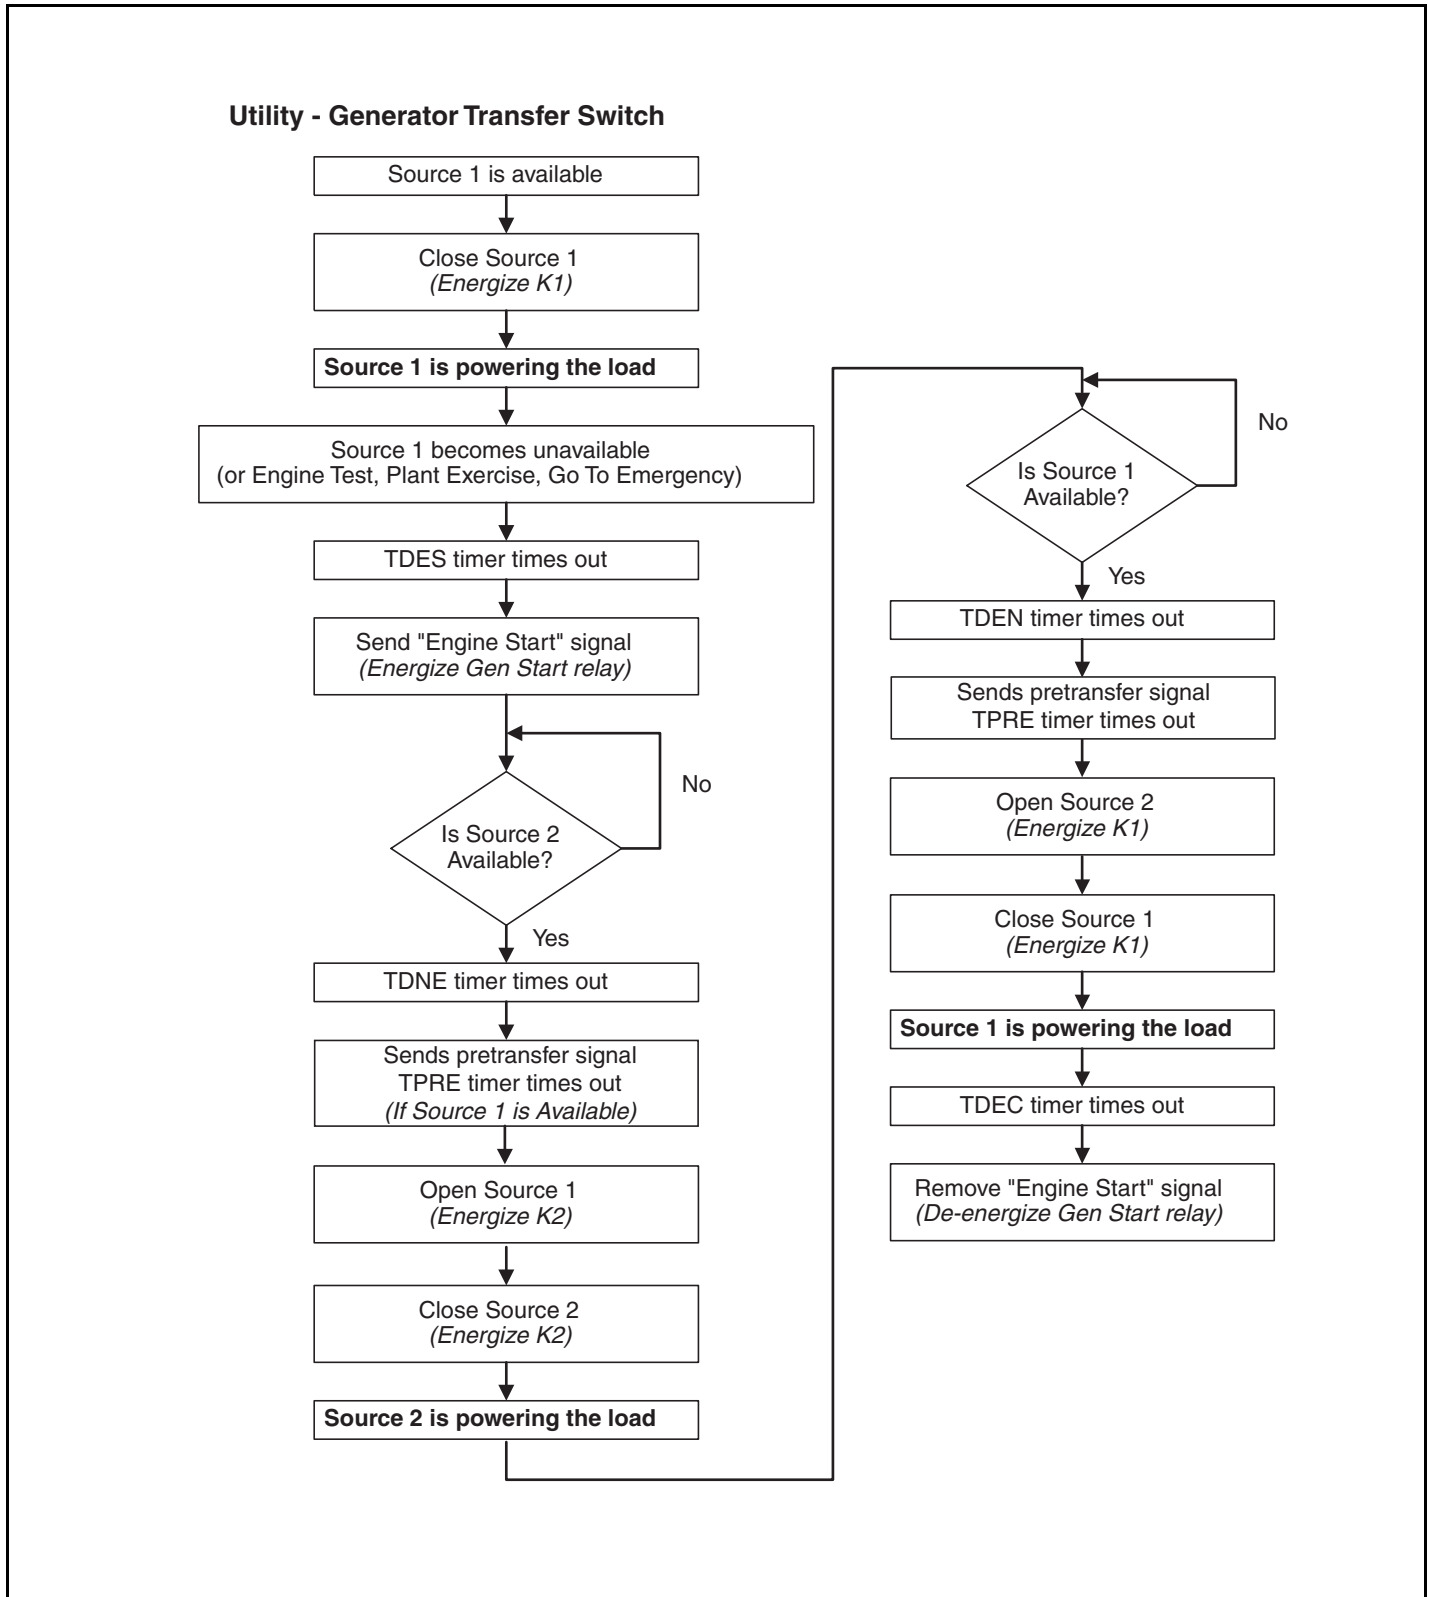 Utility - Generator Transfer Switch
Source 1 is available
Close Source 1
(Energize K1)
Source 1 is powering the load
Source 1 becomes unavailable
(or Engine Test, Plant Exercise, Go To Emergency)
TDES timer times out
Send "Engine Start" signal
(Energize Gen Start relay)
No
Is Source 2
Available?
Yes
TDNE timer times out
Sends pretransfer signal
TPRE timer times out
(If Source 1 is Available)
Open Source 1
(Energize K2)
Close Source 2
(Energize K2)
Source 2 is powering the load
No
Is Source 1
Available?
Yes
TDEN timer times out
Sends pretransfer signal
TPRE timer times out
Open Source 2
(Energize K1)
Close Source 1
(Energize K1)
Source 1 is powering the load
TDEC timer times out
Remove "Engine Start" signal
(De-energize Gen Start relay)